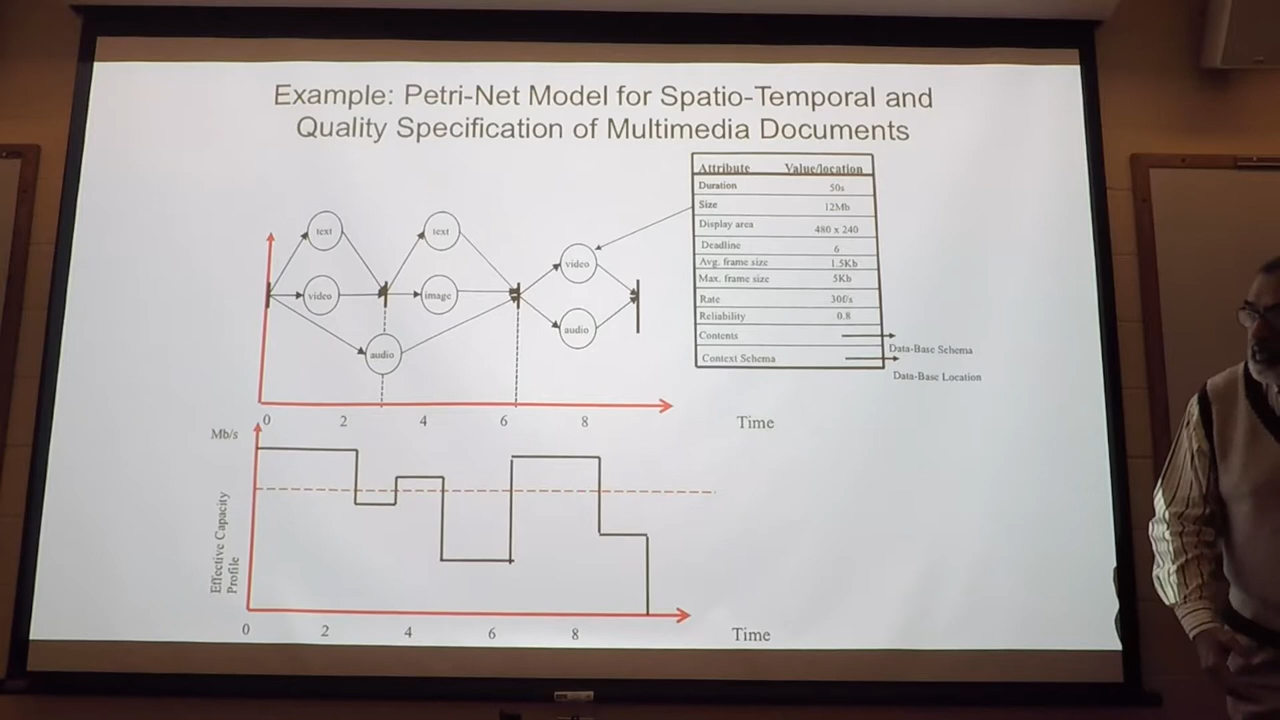 Example: Petri-Net Model for Spatio-Temporal and
Quality Specification of Multimedia Documents
Attribute Value/location
Duration 50s
Size 12Mb
Display area 480 x 240
Deadline 6
Avg. frame size 1.5Kb
Max. frame size 5Kb
Rate 30f/s
Reliability 0.8
Contents
Context Schema
Data-Base Schema
Data-Base Location
text
text
video
video
image
audio
audio
0 2 4 6 8 Time
Mb/s
Effective Capacity
Profile
0 2 4 6 8 Time